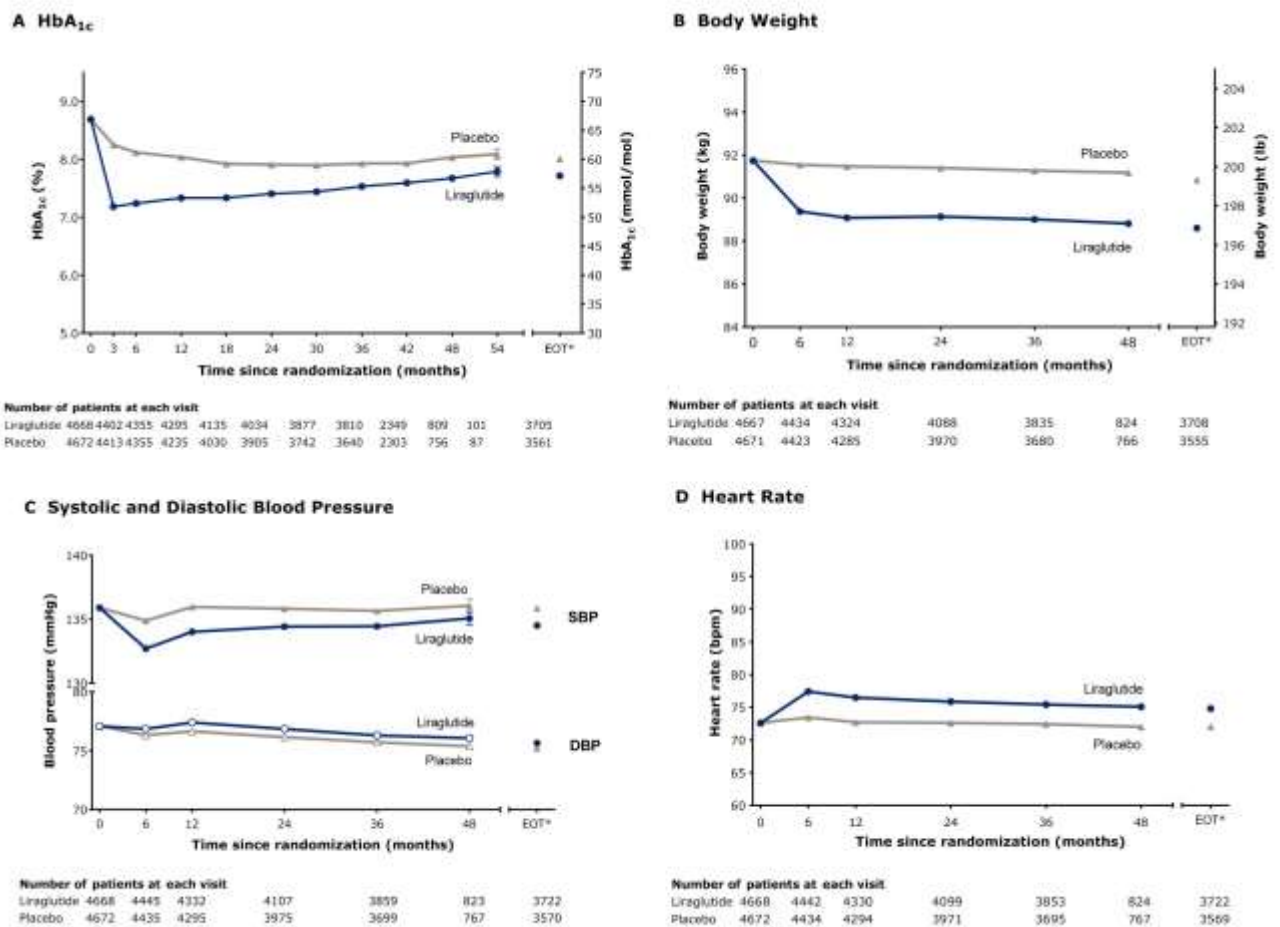 A HbA1c
9.0
8.0
7.0
6.0
5.0
HbA1c (%)
75
70
65
60
55
50
45
40
35
30
HbA1c (mmol/mol)
Placebo
Liraglutide
0 3 6 12 18 24 30 36 42 48 54 EOT*
Time since randomization (months)
Number of patients at each visit
Liraglutide 4668 4402 4355 4295 4135 4034 3877 3810 2349 809 101 3705
Placebo 4672 4413 4355 4235 4030 3905 3742 3640 2303 756 87 3561
B Body Weight
96
94
92
90
88
86
84
Body weight (kg)
204
202
200
198
196
194
192
Body weight (lb)
Placebo
Liraglutide
0 6 12 24 36 48 EOT*
Time since randomization (months)
Number of patients at each visit
Liraglutide 4667 4434 4324 4088 3835 824 3708
Placebo 4671 4423 4285 3970 3680 766 3555
C Systolic and Diastolic Blood Pressure
140
135
130
80
75
70
Blood pressure (mmHg)
Placebo
Liraglutide
SBP
Liraglutide
Placebo
DBP
0 6 12 24 36 48 EOT*
Time since randomization (months)
Number of patients at each visit
Liraglutide 4668 4445 4332 4107 3859 823 3722
Placebo 4672 4435 4295 3975 3699 767 3570
D Heart Rate
100
95
90
85
80
75
70
65
60
Heart rate (bpm)
Liraglutide
Placebo
0 6 12 24 36 48 EOT*
Time since randomization (months)
Number of patients at each visit
Liraglutide 4668 4442 4330 4099 3853 824 3722
Placebo 4672 4434 4294 3971 3695 767 3569